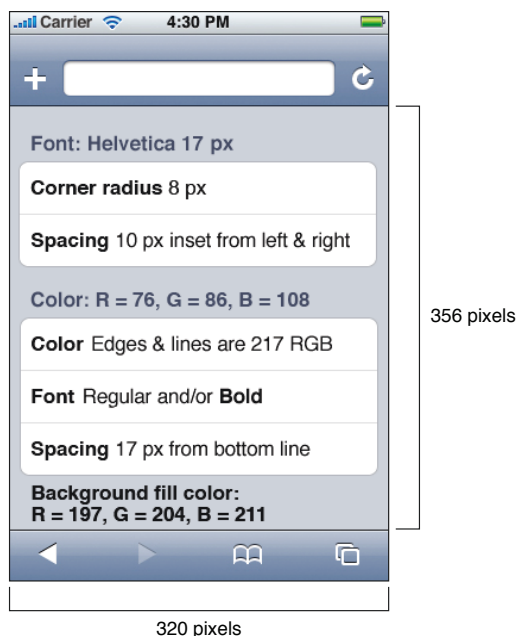 Carrier 4:30 PM
Font: Helvetica 17 px
Corner radius 8 px
Spacing 10 px inset from left & right
Color: R = 76, G = 86, B = 108
Color Edges & lines are 217 RGB
Font Regular and/or Bold
Spacing 17 px from bottom line
Background fill color:
R = 197, G = 204, B = 211
356 pixels
320 pixels